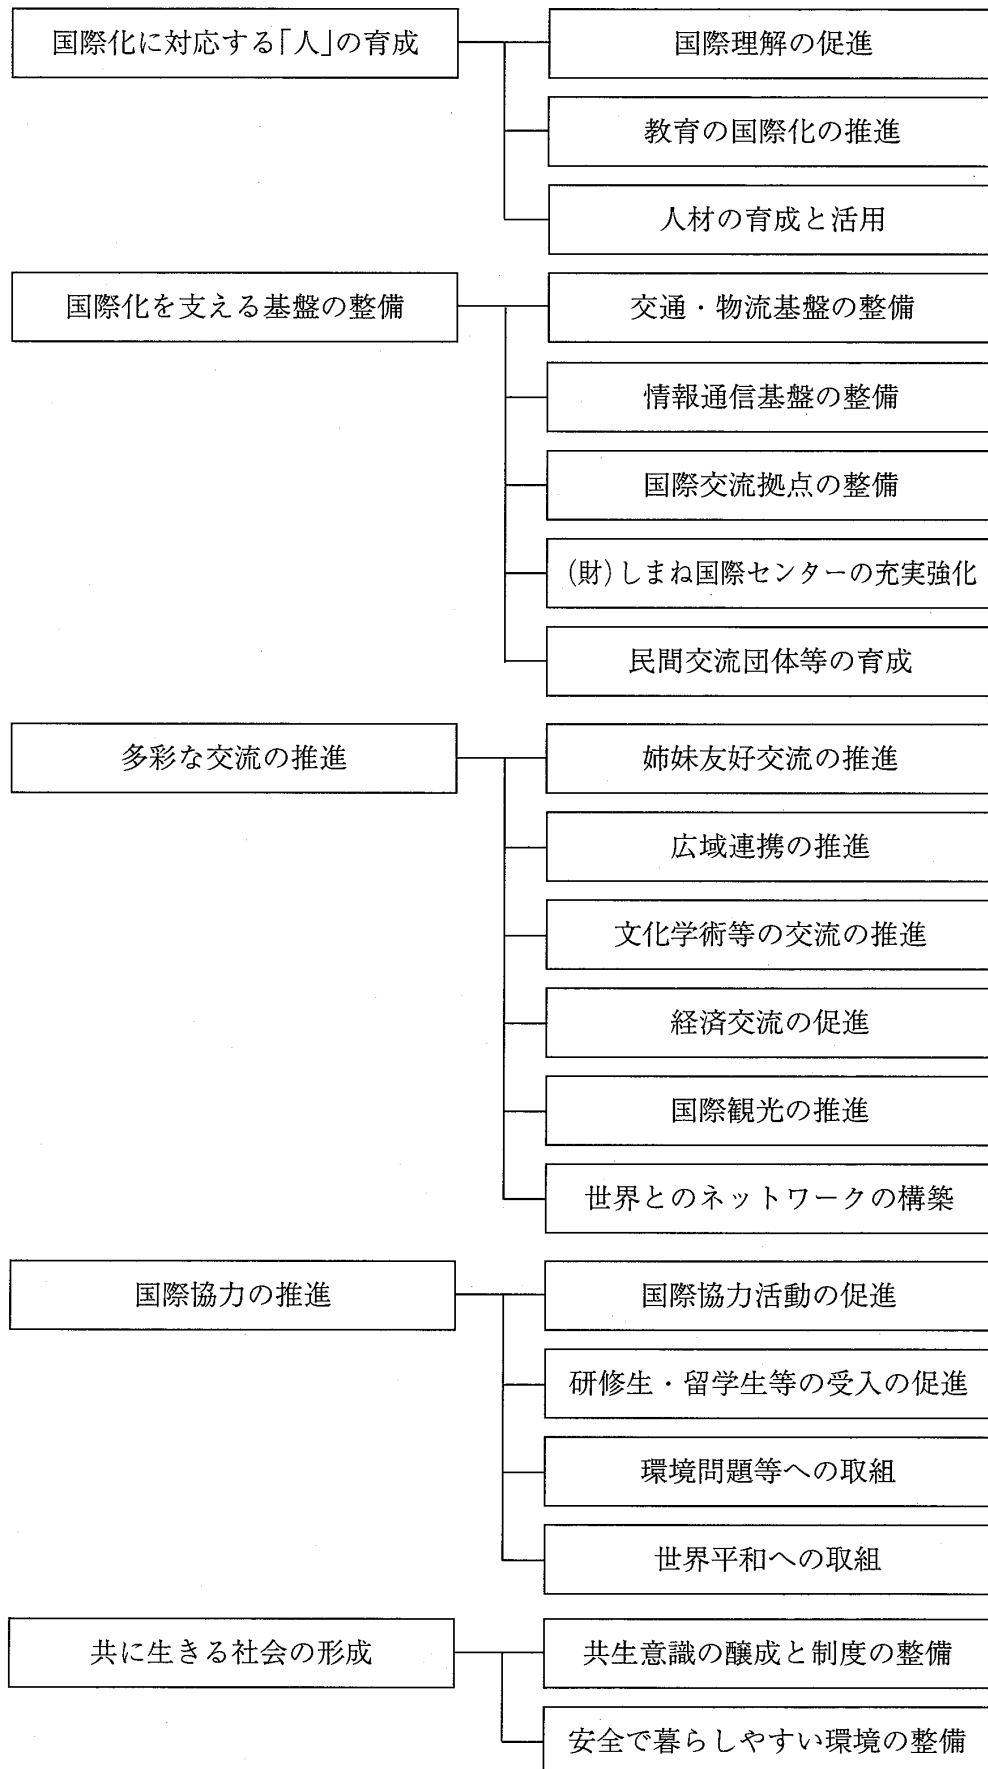 国際化に対応する「人」の育成
国際理解の促進
教育の国際化の推進
人材の育成と活用
国際化を支える基盤の整備
交通・物流基盤の整備
情報通信基盤の整備
国際交流拠点の整備
(財)しまね国際センターの充実強化
民間交流団体等の育成
多彩な交流の推進
姉妹友好交流の推進
広域連携の推進
文化学術等の交流の推進
経済交流の促進
国際観光の推進
世界とのネットワークの構築
国際協力の推進
国際協力活動の促進
研修生・留学生等の受入の促進
環境問題等への取組
世界平和への取組
共に生きる社会の形成
共生意識の醸成と制度の整備
安全で暮らしやすい環境の整備